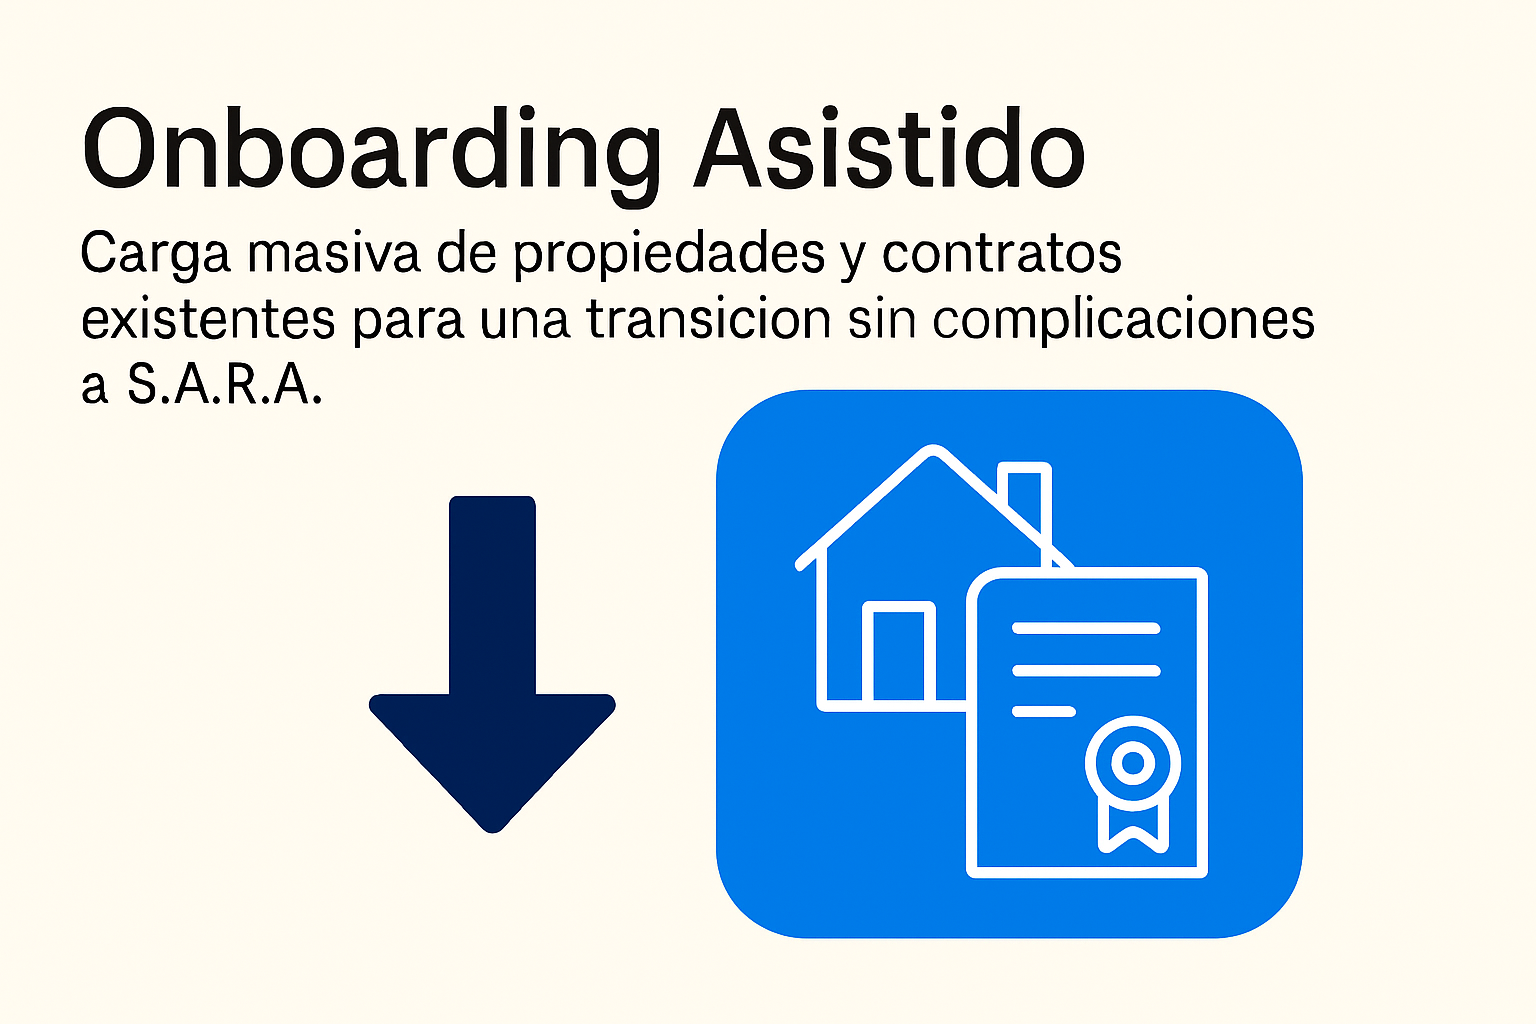 Onboarding Asistido
Carga masiva de propiedades y contratos
existentes para una transicion sin complicaciones
a S.A.R.A.